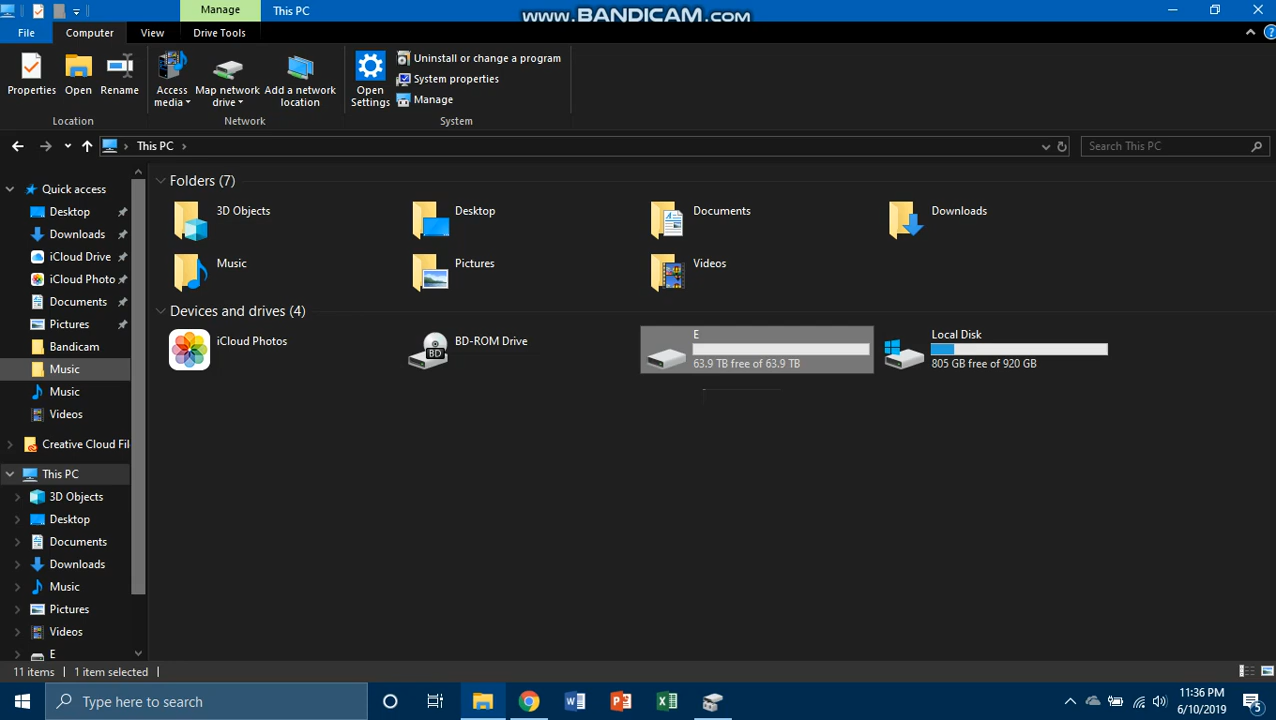 Manage
This PC
www.BANDICAM.com
File
Computer
View
Drive Tools
Properties
Open
Rename
Access media
Map network drive
Add a network location
Open Settings
Uninstall or change a program
System properties
Manage
Location
Network
System
This PC
Search This PC
Quick access
Desktop
Downloads
iCloud Drive
iCloud Photo
Documents
Pictures
Bandicam
Music
Music
Videos
Creative Cloud Fil
This PC
3D Objects
Desktop
Documents
Downloads
Music
Pictures
Videos
E
Folders (7)
3D Objects
Desktop
Documents
Downloads
Music
Pictures
Videos
Devices and drives (4)
iCloud Photos
BD-ROM Drive
BD
E
63.9 TB free of 63.9 TB
Local Disk
805 GB free of 920 GB
11 items
1 item selected
Type here to search
11:36 PM
6/10/2019
5